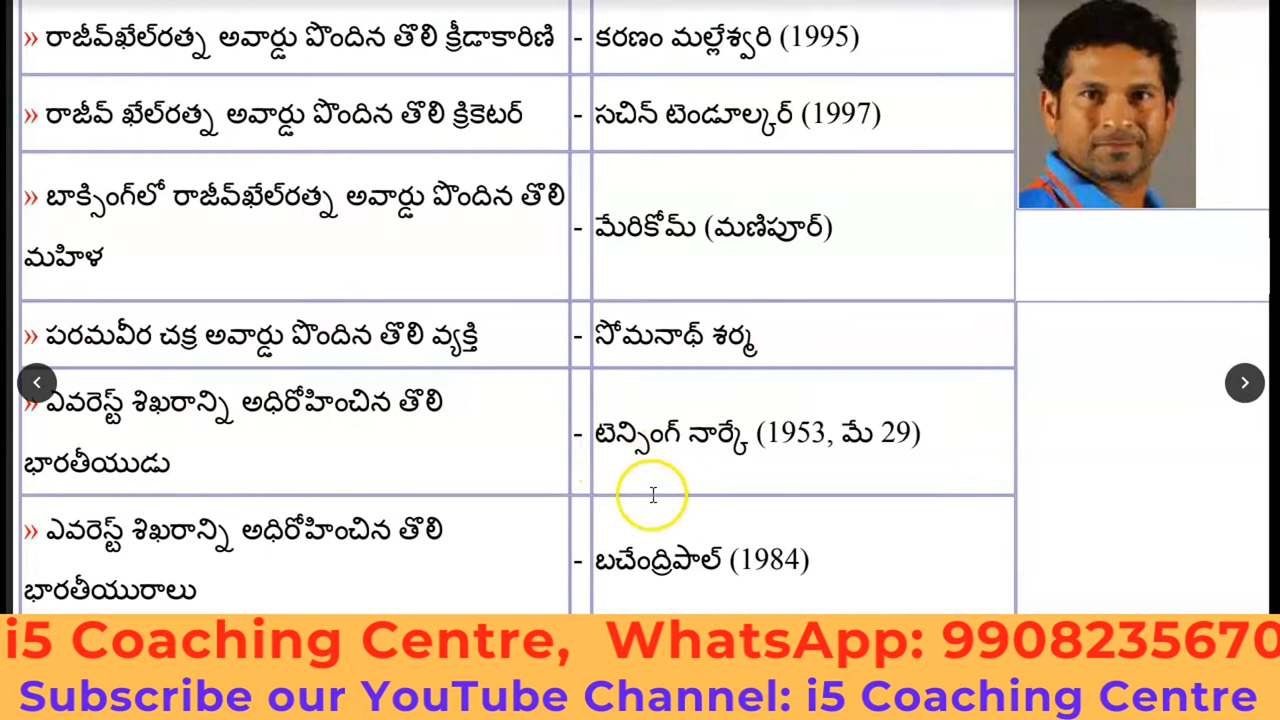 » రాజీవ్‌ఖేల్‌రత్న అవార్డు పొందిన తొలి క్రీడాకారిణి - కరణం మల్లేశ్వరి (1995)
» రాజీవ్ ఖేల్‌రత్న అవార్డు పొందిన తొలి క్రికెటర్ - సచిన్ టెండూల్కర్ (1997)
» బాక్సింగ్‌లో రాజీవ్‌ఖేల్‌రత్న అవార్డు పొందిన తొలి
మహిళ
- మేరికోమ్ (మణిపూర్)
» పరమవీర చక్ర అవార్డు పొందిన తొలి వ్యక్తి - సోమనాథ్ శర్మ
» ఎవరెస్ట్ శిఖరాన్ని అధిరోహించిన తొలి
భారతీయుడు
- టెన్సింగ్ నార్కే (1953, మే 29)
» ఎవరెస్ట్ శిఖరాన్ని అధిరోహించిన తొలి
భారతీయురాలు
- బచేంద్రిపాల్ (1984)
i5 Coaching Centre, WhatsApp: 9908235670
Subscribe our YouTube Channel: i5 Coaching Centre